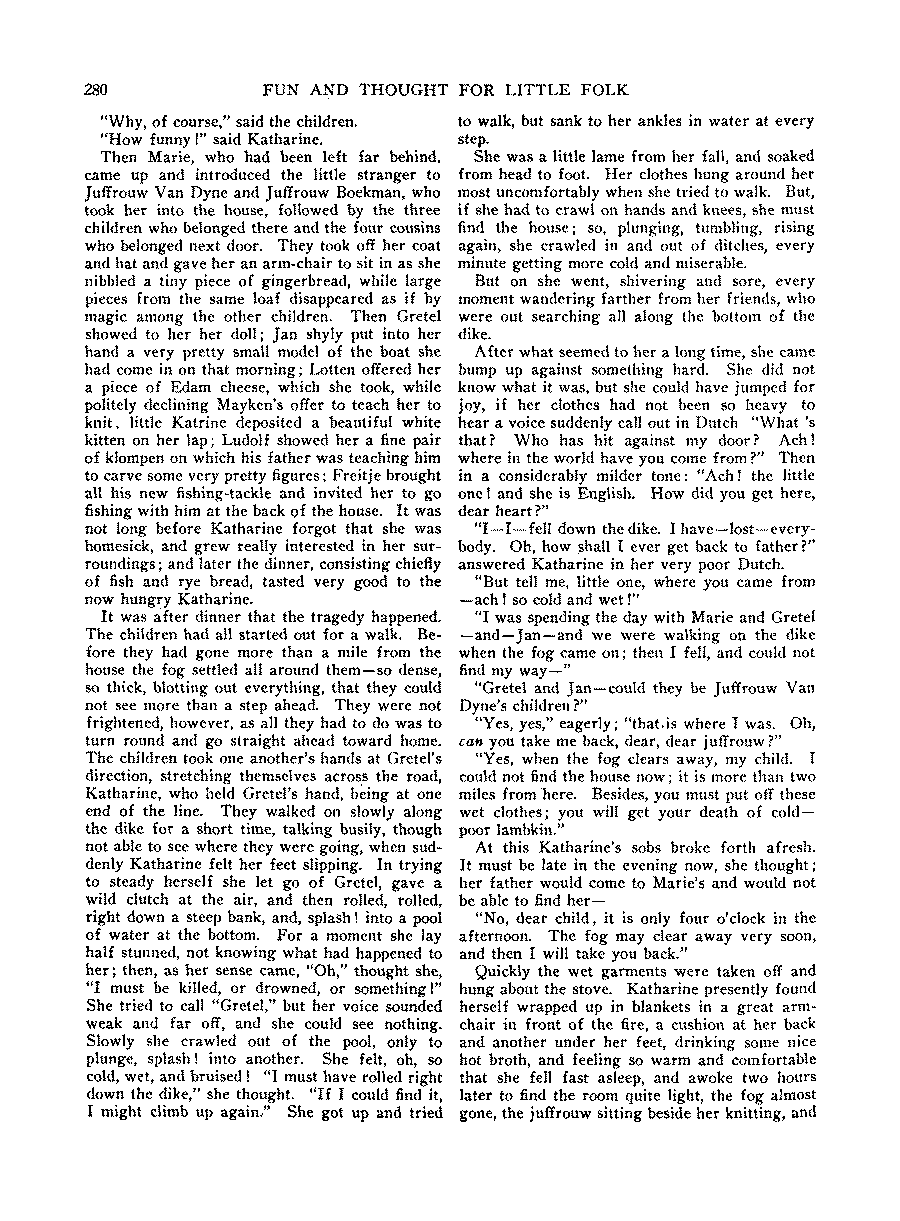 280 FUN AND THOUGHT FOR LITTLE FOLK
"Why, of course," said the children.
"How funny!" said Katharine.
Then Marie, who had been left far behind,
came up and introduced the little stranger to
Juffrouw Van Dyne and Juffrouw Boekman, who
took her into the house, followed by the three
children who belonged there and the four cousins
who belonged next door. They took off her coat
and hat and gave her an arm-chair to sit in as she
nibbled a tiny piece of gingerbread, while large
pieces from the same loaf disappeared as if by
magic among the other children. Then Gretel
showed to her her doll; Jan shyly put into her
hand a very pretty small model of the boat she
had come in on that morning; Lotten offered her
a piece of Edam cheese, which she took, while
politely declining Mayken's offer to teach her to
knit, little Katrine deposited a beautiful white
kitten on her lap; Ludolf showed her a fine pair
of klompen on which his father was teaching him
to carve some very pretty figures; Freitje brought
all his new fishing-tackle and invited her to go
fishing with him at the back of the house. It was
not long before Katharine forgot that she was
homesick, and grew really interested in her sur-
roundings; and later the dinner, consisting chiefly
of fish and rye bread, tasted very good to the
now hungry Katharine.
It was after dinner that the tragedy happened.
The children had all started out for a walk. Be-
fore they had gone more than a mile from the
house the fog settled all around them—so dense,
so thick, blotting out everything, that they could
not see more than a step ahead. They were not
frightened, however, as all they had to do was to
turn round and go straight ahead toward home.
The children took one another's hands at Gretel's
direction, stretching themselves across the road,
Katharine, who held Gretel's hand, being at one
end of the line. They walked on slowly along
the dike for a short time, talking busily, though
not able to see where they were going, when sud-
denly Katharine felt her feet slipping. In trying
to steady herself she let go of Gretel, gave a
wild clutch at the air, and then rolled, rolled,
right down a steep bank, and, splash! into a pool
of water at the bottom. For a moment she lay
half stunned, not knowing what had happened to
her; then, as her sense came, "Oh," thought she,
"I must be killed, or drowned, or something!"
She tried to call "Gretel," but her voice sounded
weak and far off, and she could see nothing.
Slowly she crawled out of the pool, only to
plunge, splash! into another. She felt, oh, so
cold, wet, and bruised! "I must have rolled right
down the dike," she thought. "If I could find it,
I might climb up again." She got up and tried
to walk, but sank to her ankles in water at every
step.
She was a little lame from her fall, and soaked
from head to foot. Her clothes hung around her
most uncomfortably when she tried to walk. But,
if she had to crawl on hands and knees, she must
find the house; so, plunging, tumbling, rising
again, she crawled in and out of ditches, every
minute getting more cold and miserable.
But on she went, shivering and sore, every
moment wandering farther from her friends, who
were out searching all along the bottom of the
dike.
After what seemed to her a long time, she came
bump up against something hard. She did not
know what it was, but she could have jumped for
joy, if her clothes had not been so heavy to
hear a voice suddenly call out in Dutch "What 's
that? Who has hit against my door? Ach!
where in the world have you come from?" Then
in a considerably milder tone: "Ach! the little
one! and she is English. How did you get here,
dear heart?"
"I—I—fell down the dike. I have—lost—every-
body. Oh, how shall I ever get back to father?"
answered Katharine in her very poor Dutch.
"But tell me, little one, where you came from
—ach! so cold and wet!"
"I was spending the day with Marie and Gretel
—and—Jan—and we were walking on the dike
when the fog came on; then I fell, and could not
find my way—"
"Gretel and Jan—could they be Juffrouw Van
Dyne's children?"
"Yes, yes," eagerly; "that.is where I was. Oh,
can you take me back, dear, dear juffrouw?"
"Yes, when the fog clears away, my child. I
could not find the house now; it is more than two
miles from here. Besides, you must put off these
wet clothes; you will get your death of cold—
poor lambkin."
At this Katharine's sobs broke forth afresh.
It must be late in the evening now, she thought;
her father would come to Marie's and would not
be able to find her—
"No, dear child, it is only four o'clock in the
afternoon. The fog may clear away very soon,
and then I will take you back."
Quickly the wet garments were taken off and
hung about the stove. Katharine presently found
herself wrapped up in blankets in a great arm-
chair in front of the fire, a cushion at her back
and another under her feet, drinking some nice
hot broth, and feeling so warm and comfortable
that she fell fast asleep, and awoke two hours
later to find the room quite light, the fog almost
gone, the juffrouw sitting beside her knitting, and